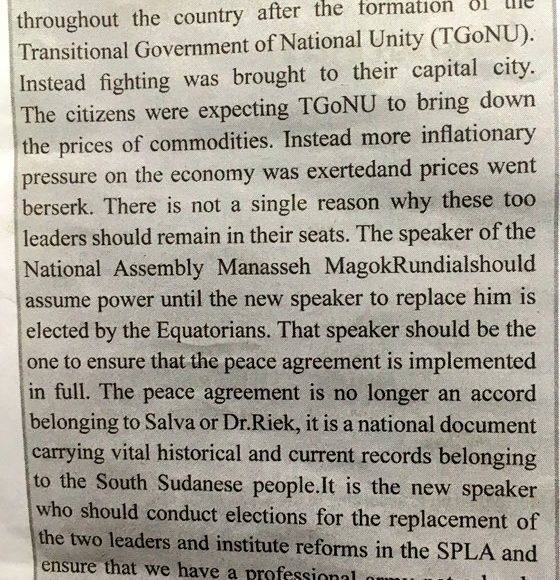 throughout the country after the formation of the
Transitional Government of National Unity (TGoNU).
Instead fighting was brought to their capital city.
The citizens were expecting TGoNU to bring down
the prices of commodities. Instead more inflationary
pressure on the economy was exertedand prices went
berserk. There is not a single reason why these too
leaders should remain in their seats. The speaker of the
National Assembly Manasseh MagokRundialshould
assume power until the new speaker to replace him is
elected by the Equatorians. That speaker should be the
one to ensure that the peace agreement is implemented
in full. The peace agreement is no longer an accord
belonging to Salva or Dr.Riek, it is a national document
carrying vital historical and current records belonging
to the South Sudanese people.It is the new speaker
who should conduct elections for the replacement of
the two leaders and institute reforms in the SPLA and
ensure that we have a professional army